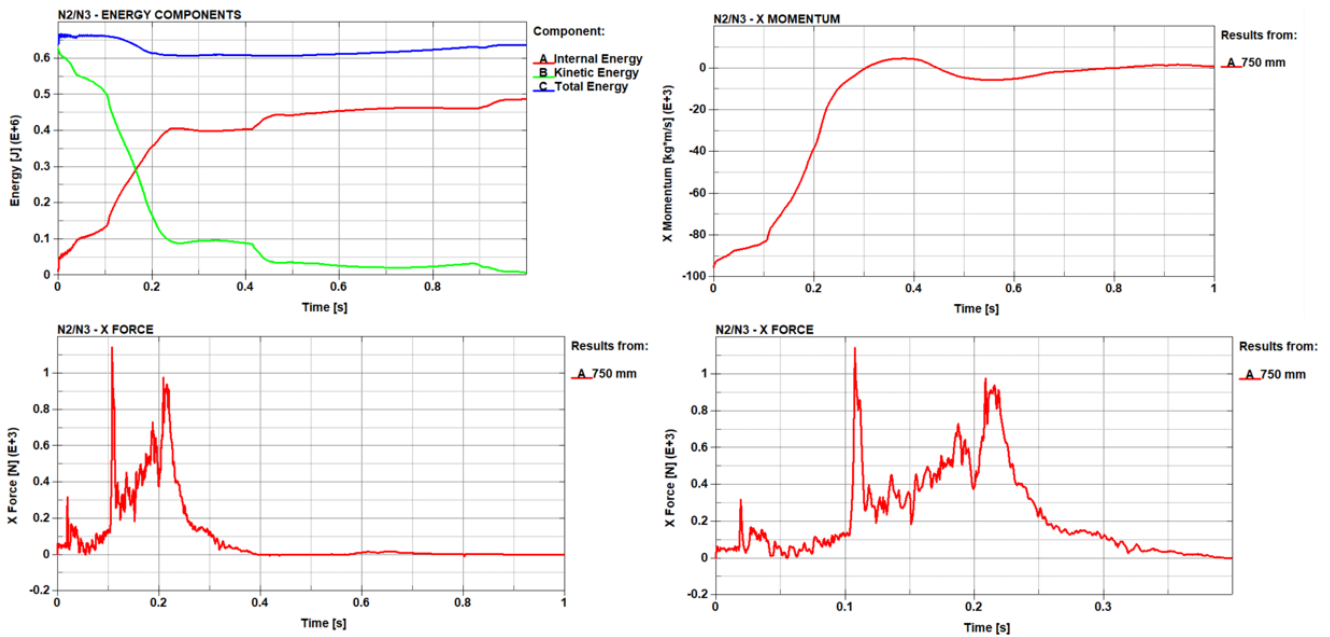 N2/N3 - ENERGY COMPONENTS
Component:
A Internal Energy
B Kinetic Energy
C Total Energy
Energy [J] (E+6)
0.6
0.5
0.4
0.3
0.2
0.1
0
0
0.2
0.4
0.6
0.8
Time [s]
N2/N3 - X MOMENTUM
Results from:
A 750 mm
X Momentum [kg*m/s] (E+3)
0
-20
-40
-60
-80
-100
0
0.2
0.4
0.6
0.8
1
Time [s]
N2/N3 - X FORCE
Results from:
A 750 mm
X Force [N] (E+3)
1
0.8
0.6
0.4
0.2
0
-0.2
0
0.2
0.4
0.6
0.8
1
Time [s]
N2/N3 - X FORCE
Results from:
A 750 mm
X Force [N] (E+3)
1
0.8
0.6
0.4
0.2
0
-0.2
0
0.1
0.2
0.3
Time [s]